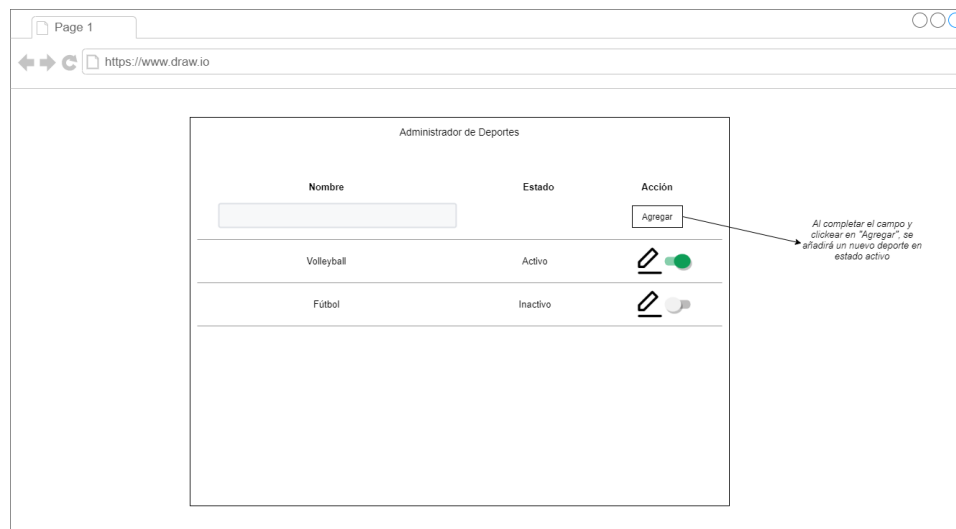 Page 1
https://www.draw.io
Administrador de Deportes
Nombre Estado Acción
Agregar
Al completar el campo y
clickear en "Agregar", se
añadirá un nuevo deporte en
estado activo
Volleyball Activo
Fútbol Inactivo